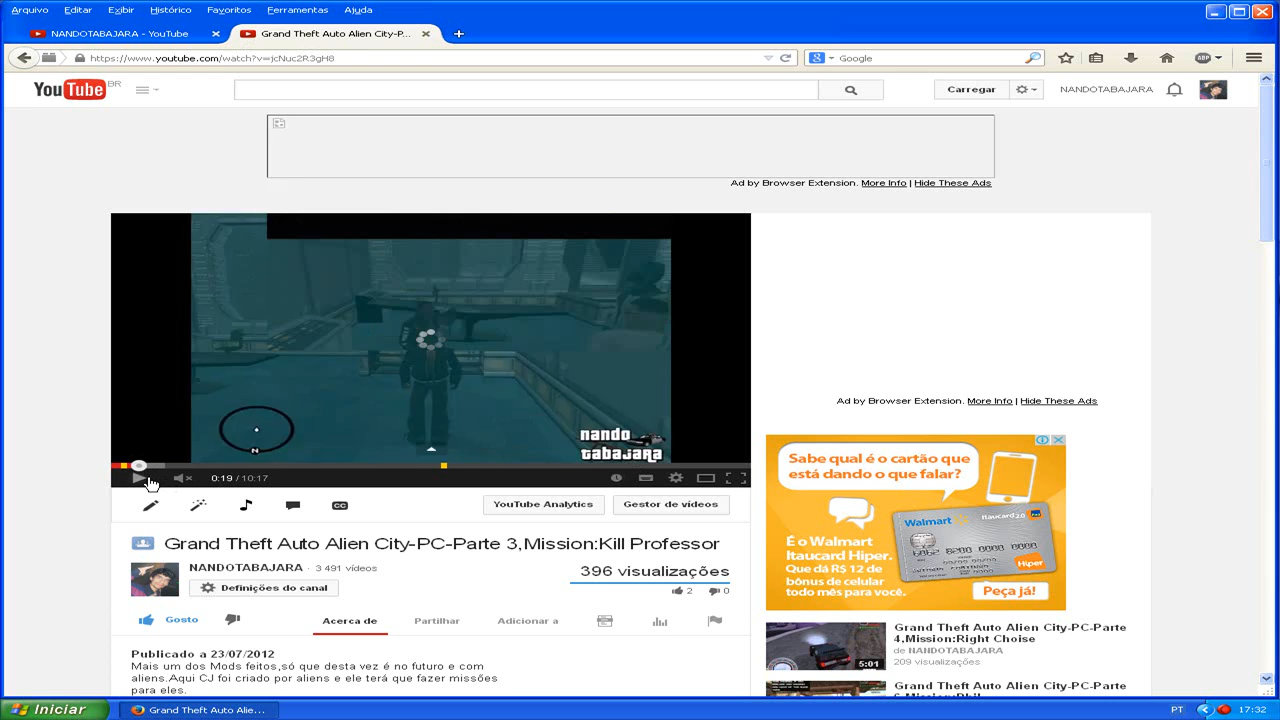 Arquivo Editar Exibir Histórico Favoritos Ferramentas Ajuda
NANDOTABAJARA - YouTube
Grand Theft Auto Alien City-P...
https://www.youtube.com/watch?v=jcNuc2R3gH8
Google
ABP
YouTube BR
Carregar
NANDOTABAJARA
Ad by Browser Extension. More Info | Hide These Ads
N
nando
tabajara
0:19 / 10:17
Ad by Browser Extension. More Info | Hide These Ads
CC
YouTube Analytics
Gestor de vídeos
Grand Theft Auto Alien City-PC-Parte 3,Mission:Kill Professor
NANDOTABAJARA · 3 491 vídeos
Definições do canal
396 visualizações
2 0
Gosto
Acerca de
Partilhar
Adicionar a
Publicado a 23/07/2012
Mais um dos Mods feitos,só que desta vez é no futuro e com
aliens.Aqui CJ foi criado por aliens e ele terá que fazer missões
para eles.
Sabe qual é o cartão que
está dando o que falar?
É o Walmart
Itaucard Hiper.
Que dá R$ 12 de
bônus de celular
todo mês para você.
Walmart
Itaucard 2.0
Hiper
Peça já!
Grand Theft Auto Alien City-PC-Parte
4,Mission:Right Choise
de NANDOTABAJARA
209 visualizações
5:01
Grand Theft Auto Alien City-PC-Parte
Iniciar
Grand Theft Auto Alie...
PT
17:32